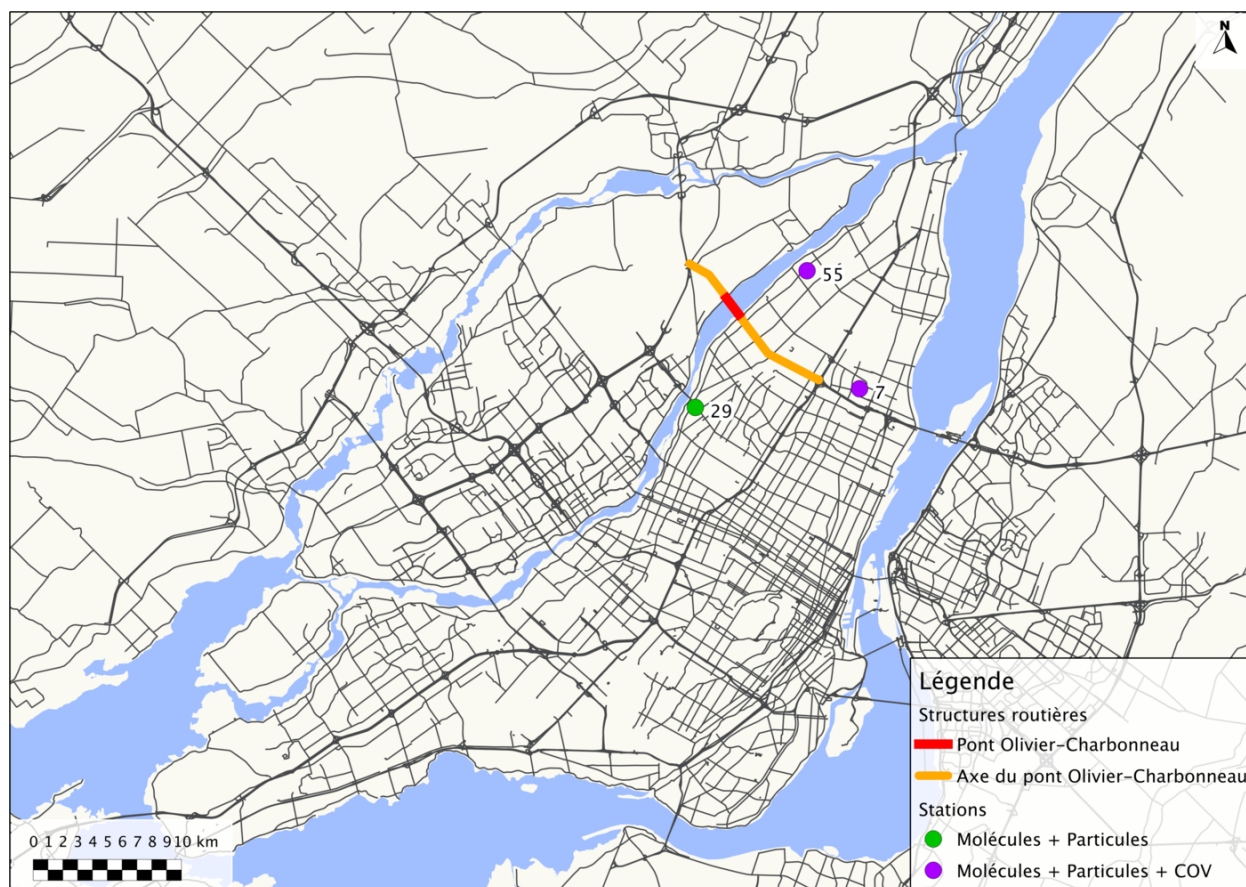 N
55
7
29
Légende
Structures routières
Pont Olivier-Charbonneau
Axe du pont Olivier-Charbonneau
Stations
Molécules + Particules
Molécules + Particules + COV
0 1 2 3 4 5 6 7 8 9 10 km